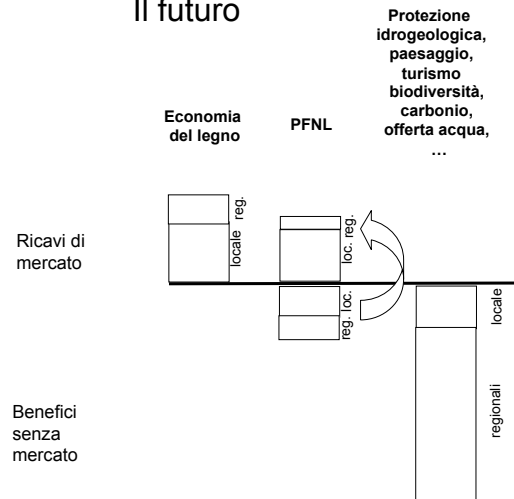 Il futuro
Protezione
idrogeologica,
paesaggio,
turismo
biodiversità,
carbonio,
offerta acqua,
…
Economia
del legno
PFNL
Ricavi di
mercato
locale reg.
loc. reg.
reg. loc.
locale
regionali
Benefici
senza
mercato